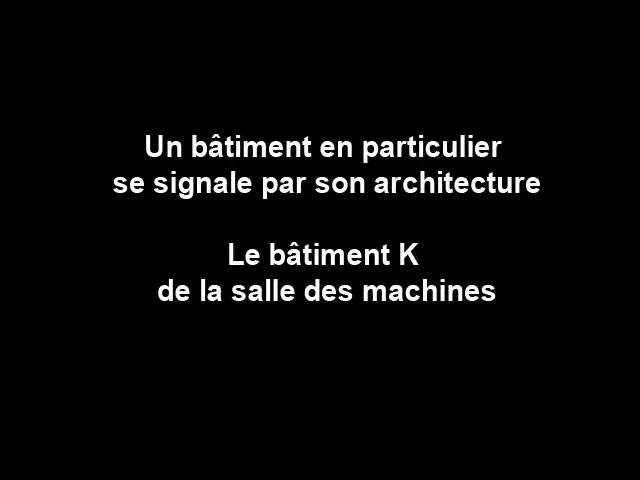 Un bâtiment en particulier
se signale par son architecture
Le bâtiment K
de la salle des machines